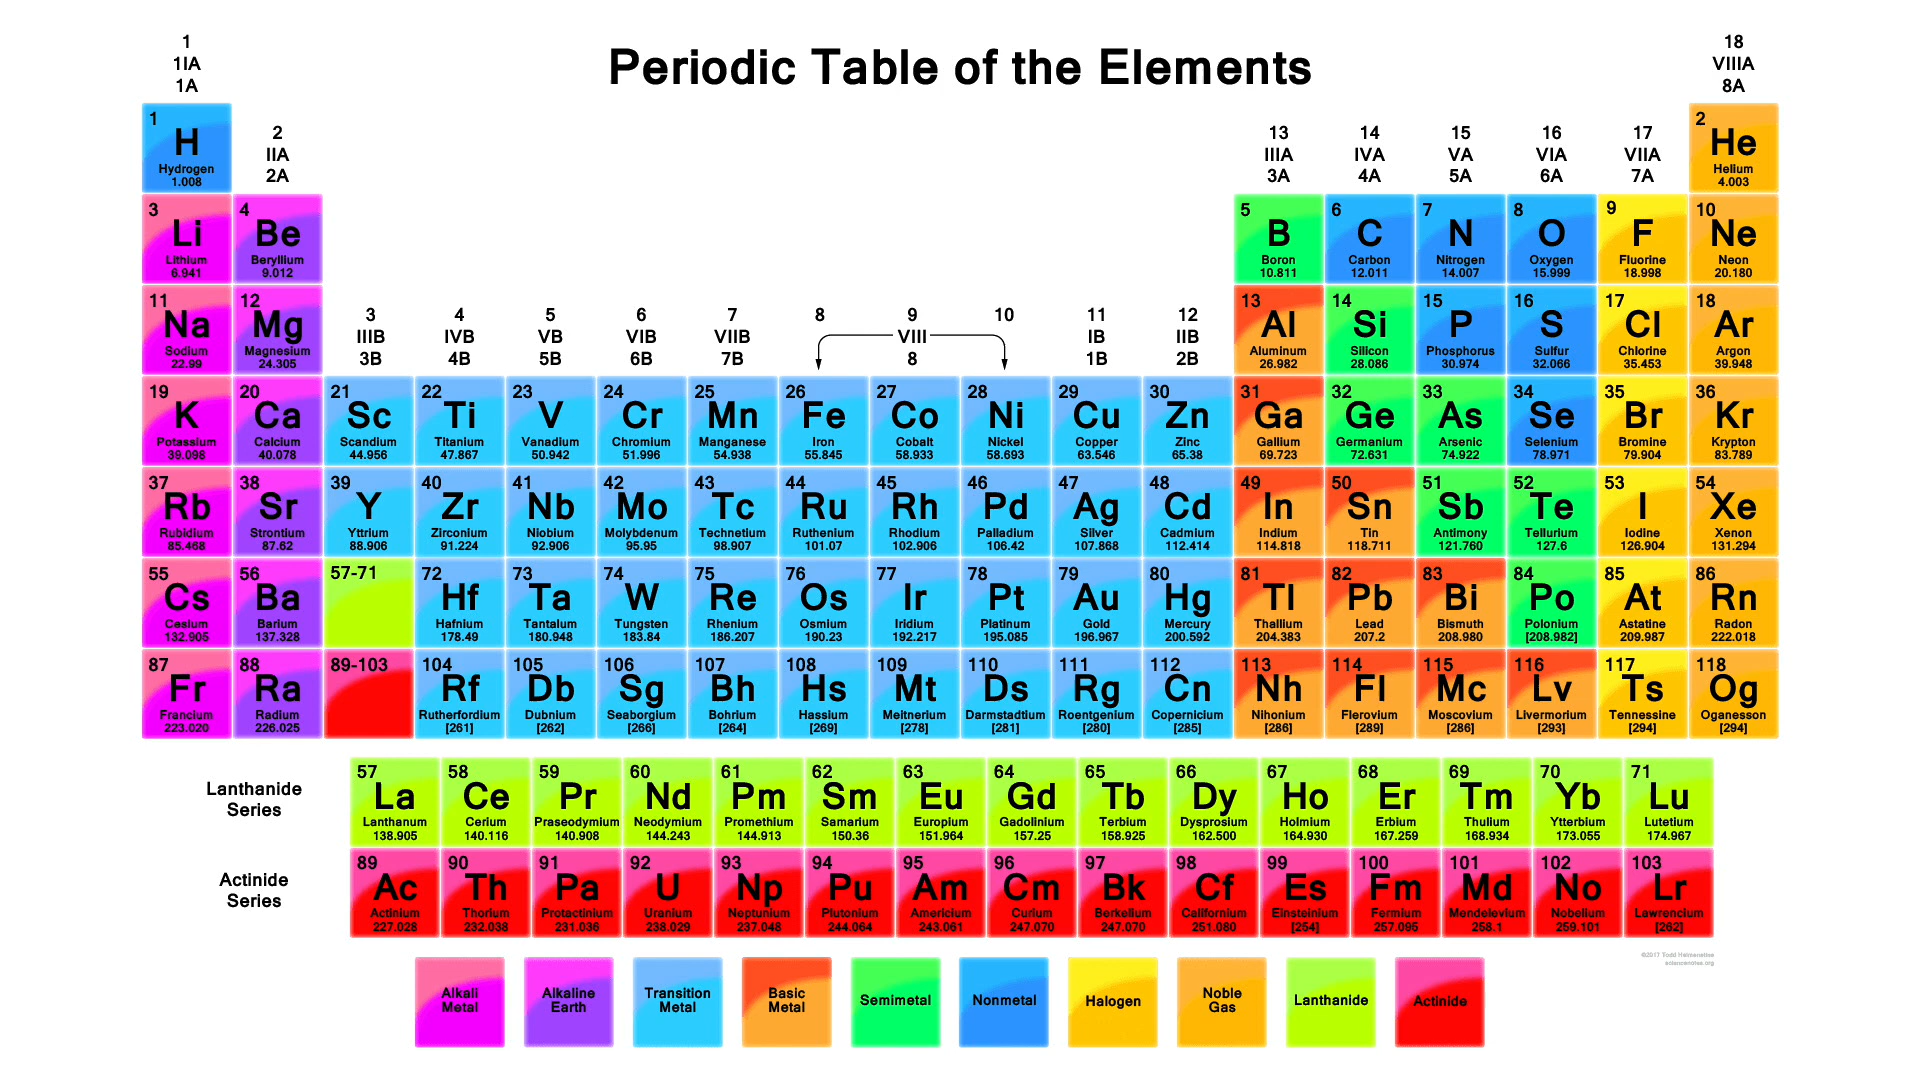 Periodic Table of the Elements
1
1IA
1A
18
VIIIA
8A
1
H
Hydrogen
1.008
2
IIA
2A
13
IIIA
3A
14
IVA
4A
15
VA
5A
16
VIA
6A
17
VIIA
7A
2
He
Helium
4.003
3
Li
Lithium
6.941
4
Be
Beryllium
9.012
5
B
Boron
10.811
6
C
Carbon
12.011
7
N
Nitrogen
14.007
8
O
Oxygen
15.999
9
F
Fluorine
18.998
10
Ne
Neon
20.180
11
Na
Sodium
22.99
12
Mg
Magnesium
24.305
3
IIIB
3B
4
IVB
4B
5
VB
5B
6
VIB
6B
7
VIIB
7B
8
9
10
VIII
8
11
IB
1B
12
IIB
2B
13
Al
Aluminum
26.982
14
Si
Silicon
28.086
15
P
Phosphorus
30.974
16
S
Sulfur
32.066
17
Cl
Chlorine
35.453
18
Ar
Argon
39.948
19
K
Potassium
39.098
20
Ca
Calcium
40.078
21
Sc
Scandium
44.956
22
Ti
Titanium
47.867
23
V
Vanadium
50.942
24
Cr
Chromium
51.996
25
Mn
Manganese
54.938
26
Fe
Iron
55.845
27
Co
Cobalt
58.933
28
Ni
Nickel
58.693
29
Cu
Copper
63.546
30
Zn
Zinc
65.38
31
Ga
Gallium
69.723
32
Ge
Germanium
72.631
33
As
Arsenic
74.922
34
Se
Selenium
78.971
35
Br
Bromine
79.904
36
Kr
Krypton
83.789
37
Rb
Rubidium
85.468
38
Sr
Strontium
87.62
39
Y
Yttrium
88.906
40
Zr
Zirconium
91.224
41
Nb
Niobium
92.906
42
Mo
Molybdenum
95.95
43
Tc
Technetium
98.907
44
Ru
Ruthenium
101.07
45
Rh
Rhodium
102.906
46
Pd
Palladium
106.42
47
Ag
Silver
107.868
48
Cd
Cadmium
112.414
49
In
Indium
114.818
50
Sn
Tin
118.711
51
Sb
Antimony
121.760
52
Te
Tellurium
127.6
53
I
Iodine
126.904
54
Xe
Xenon
131.294
55
Cs
Cesium
132.905
56
Ba
Barium
137.328
57-71
72
Hf
Hafnium
178.49
73
Ta
Tantalum
180.948
74
W
Tungsten
183.84
75
Re
Rhenium
186.207
76
Os
Osmium
190.23
77
Ir
Iridium
192.217
78
Pt
Platinum
195.085
79
Au
Gold
196.967
80
Hg
Mercury
200.592
81
Tl
Thallium
204.383
82
Pb
Lead
207.2
83
Bi
Bismuth
208.980
84
Po
Polonium
[208.982]
85
At
Astatine
209.987
86
Rn
Radon
222.018
87
Fr
Francium
223.020
88
Ra
Radium
226.025
89-103
104
Rf
Rutherfordium
[261]
105
Db
Dubnium
[262]
106
Sg
Seaborgium
[266]
107
Bh
Bohrium
[264]
108
Hs
Hassium
[269]
109
Mt
Meitnerium
[278]
110
Ds
Darmstadtium
[281]
111
Rg
Roentgenium
[280]
112
Cn
Copernicium
[285]
113
Nh
Nihonium
[286]
114
Fl
Flerovium
[289]
115
Mc
Moscovium
[286]
116
Lv
Livermorium
[293]
117
Ts
Tennessine
[294]
118
Og
Oganesson
[294]
Lanthanide
Series
57
La
Lanthanum
138.905
58
Ce
Cerium
140.116
59
Pr
Praseodymium
140.908
60
Nd
Neodymium
144.243
61
Pm
Promethium
144.913
62
Sm
Samarium
150.36
63
Eu
Europium
151.964
64
Gd
Gadolinium
157.25
65
Tb
Terbium
158.925
66
Dy
Dysprosium
162.500
67
Ho
Holmium
164.930
68
Er
Erbium
167.259
69
Tm
Thulium
168.934
70
Yb
Ytterbium
173.055
71
Lu
Lutetium
174.967
Actinide
Series
89
Ac
Actinium
227.028
90
Th
Thorium
232.038
91
Pa
Protactinium
231.036
92
U
Uranium
238.029
93
Np
Neptunium
237.048
94
Pu
Plutonium
244.064
95
Am
Americium
243.061
96
Cm
Curium
247.070
97
Bk
Berkelium
247.070
98
Cf
Californium
251.080
99
Es
Einsteinium
[254]
100
Fm
Fermium
257.095
101
Md
Mendelevium
258.1
102
No
Nobelium
259.101
103
Lr
Lawrencium
[262]
©2017 Todd Helmenstine
sciencenotes.org
Alkali
Metal
Alkaline
Earth
Transition
Metal
Basic
Metal
Semimetal
Nonmetal
Halogen
Noble
Gas
Lanthanide
Actinide